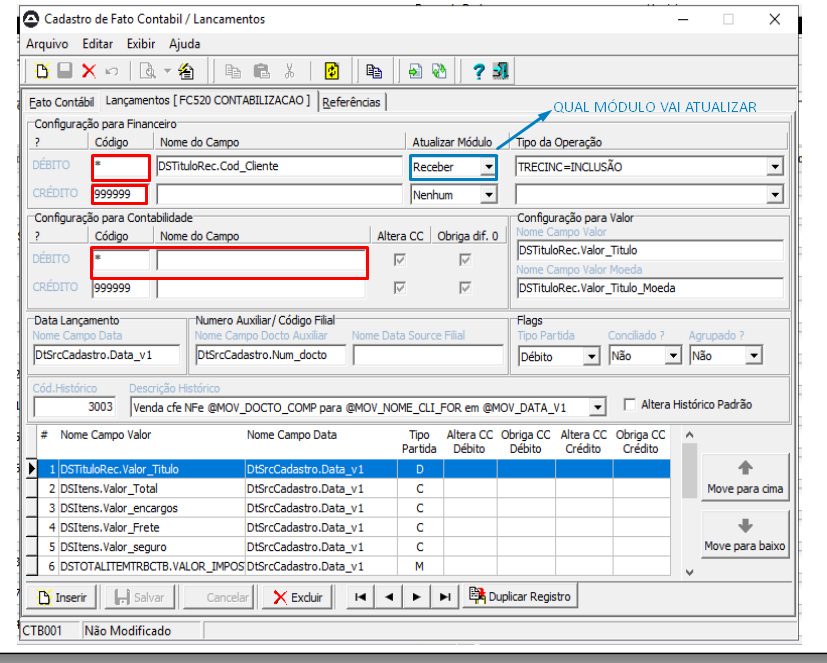 Cadastro de Fato Contabil / Lancamentos
Arquivo Editar Exibir Ajuda
Fato Contábil Lançamentos [ FC520 CONTABILIZACAO ] Referências
QUAL MÓDULO VAI ATUALIZAR
Configuração para Financeiro
? Código Nome do Campo Atualizar Módulo Tipo da Operação
DÉBITO * DSTituloRec.Cod_Cliente Receber TRECINC=INCLUSÃO
CRÉDITO 999999 Nenhum
Configuração para Contabilidade Configuração para Valor
? Código Nome do Campo Altera CC Obriga dif. 0 Nome Campo Valor
DÉBITO * DSTituloRec.Valor_Titulo
Nome Campo Valor Moeda
CRÉDITO 999999 DSTituloRec.Valor_Titulo_Moeda
Data Lançamento Numero Auxiliar/ Código Filial Flags
Nome Campo Data Nome Campo Docto Auxiliar Nome Data Source Filial Tipo Partida Conciliado ? Agrupado ?
DtSrcCadastro.Data_v1 DtSrcCadastro.Num_docto Débito Não Não
Cód.Histórico Descrição Histórico
3003 Venda cfe NFe @MOV_DOCTO_COMP para @MOV_NOME_CLI_FOR em @MOV_DATA_V1 Altera Histórico Padrão
# Nome Campo Valor Nome Campo Data Tipo Partida Altera CC Débito Obriga CC Débito Altera CC Crédito Obriga CC Crédito
1 DSTituloRec.Valor_Titulo DtSrcCadastro.Data_v1 D
2 DSItens.Valor_Total DtSrcCadastro.Data_v1 C
3 DSItens.Valor_encargos DtSrcCadastro.Data_v1 C
4 DSItens.Valor_Frete DtSrcCadastro.Data_v1 C
5 DSItens.Valor_seguro DtSrcCadastro.Data_v1 C
6 DSTOTALITEMTRBCTB.VALOR_IMPOS DtSrcCadastro.Data_v1 M
Move para cima
Move para baixo
Inserir Salvar Cancelar Excluir Duplicar Registro
CTB001 Não Modificado